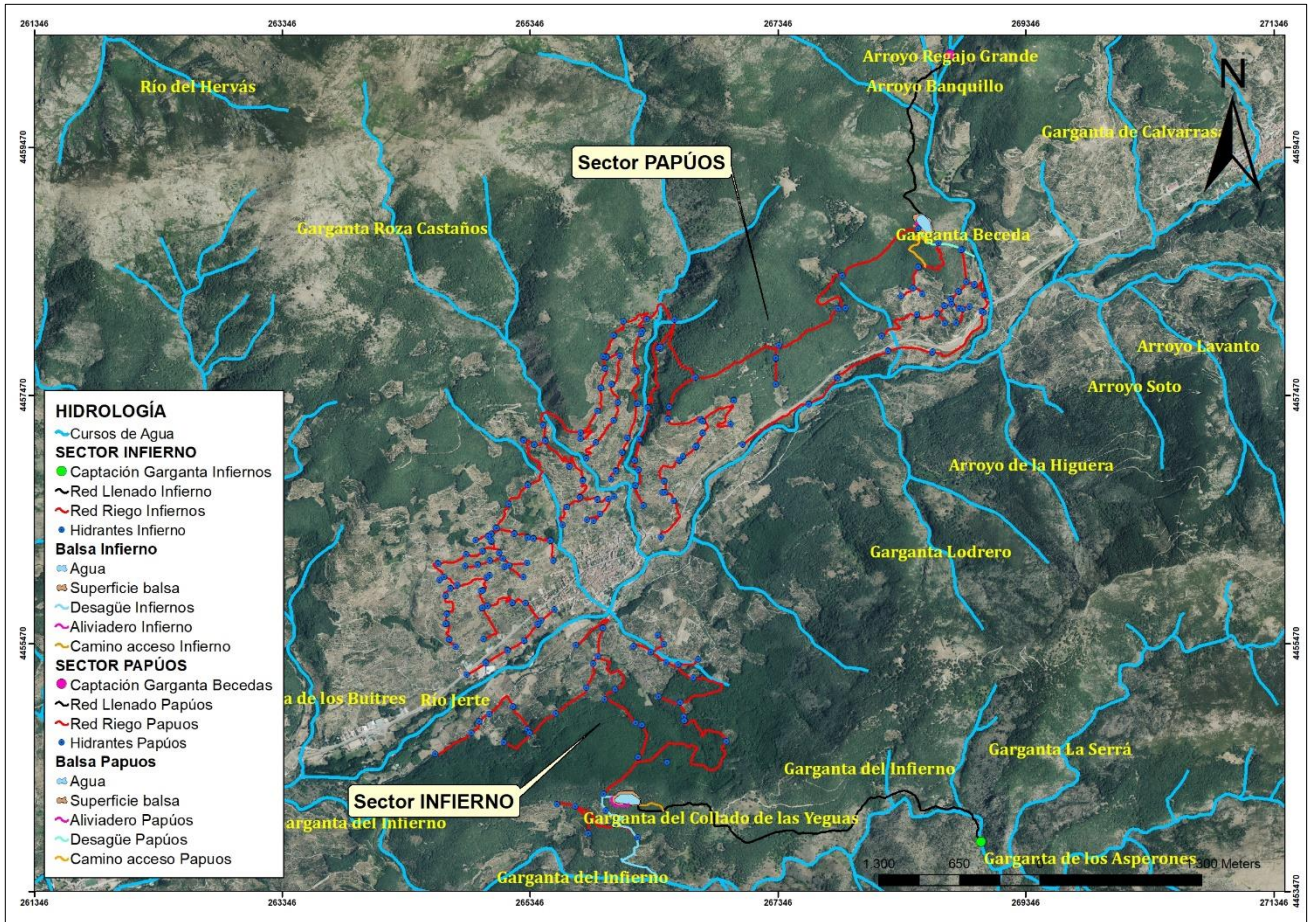 261346
263346
265346
267346
269346
271346
Arroyo Regajo Grande
N
Río del Hervás
Arroyo Banquillo
Garganta de Calvarrasa
4459470
4459470
Sector PAPÚOS
Garganta Roza Castaños
Garganta Beceda
Arroyo Lavanto
Arroyo Soto
4457470
4457470
HIDROLOGÍA
Cursos de Agua
SECTOR INFIERNO
Captación Garganta Infiernos
Red Llenado Infierno
Red Riego Infiernos
Hidrantes Infierno
Balsa Infierno
Agua
Superficie balsa
Desagüe Infiernos
Aliviadero Infierno
Camino acceso Infierno
SECTOR PAPÚOS
Captación Garganta Becedas
Red Llenado Papúos
Red Riego Papuos
Hidrantes Papúos
Balsa Papuos
Agua
Superficie balsa
Aliviadero Papúos
Desagüe Papúos
Camino acceso Papuos
Arroyo de la Higuera
Garganta Lodrero
4455470
4455470
a de los Buitres
Río Jerte
Garganta La Serrá
Garganta del Infierno
Sector INFIERNO
Garganta del Collado de las Yeguas
Garganta del Infierno
Garganta de los Asperones
1.300 650 1.300 Meters
Garganta del Infierno
4453470
261346
263346
265346
267346
269346
271346